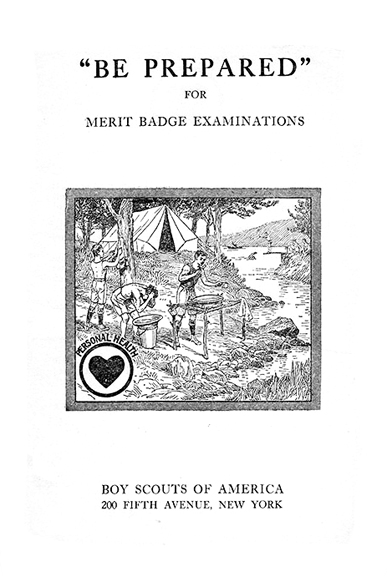 "BE PREPARED"
FOR
MERIT BADGE EXAMINATIONS
PERSONAL HEALTH
BOY SCOUTS OF AMERICA
200 FIFTH AVENUE, NEW YORK